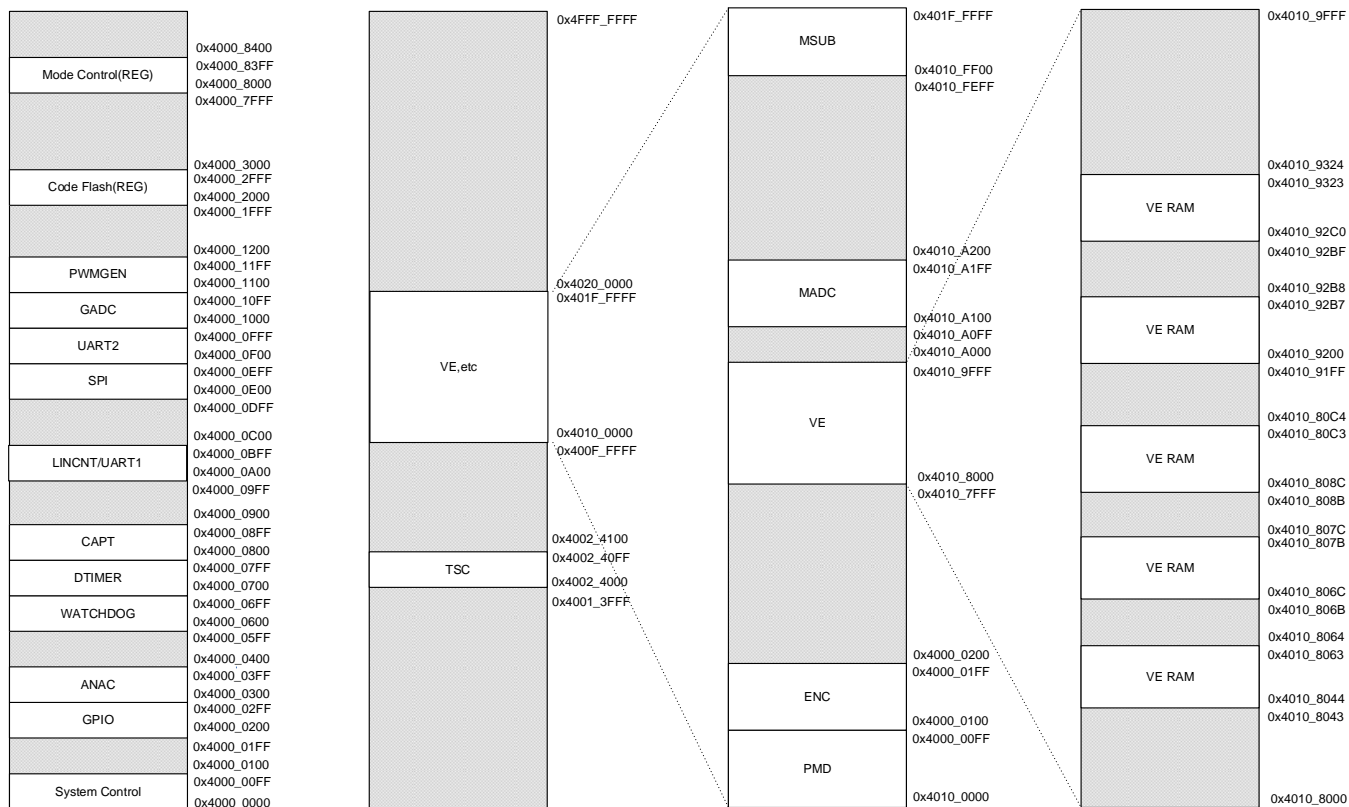 0x4000_8400
Mode Control(REG)
0x4000_83FF
0x4000_8000
0x4000_7FFF
0x4000_3000
Code Flash(REG)
0x4000_2FFF
0x4000_2000
0x4000_1FFF
0x4000_1200
PWMGEN
0x4000_11FF
0x4000_1100
GADC
0x4000_10FF
0x4000_1000
UART2
0x4000_0FFF
0x4000_0F00
SPI
0x4000_0EFF
0x4000_0E00
0x4000_0DFF
0x4000_0C00
LINCNT/UART1
0x4000_0BFF
0x4000_0A00
0x4000_09FF
0x4000_0900
CAPT
0x4000_08FF
0x4000_0800
DTIMER
0x4000_07FF
0x4000_0700
WATCHDOG
0x4000_06FF
0x4000_0600
0x4000_05FF
0x4000_0400
ANAC
0x4000_03FF
0x4000_0300
GPIO
0x4000_02FF
0x4000_0200
0x4000_01FF
0x4000_0100
System Control
0x4000_00FF
0x4000_0000
0x4FFF_FFFF
0x4020_0000
0x401F_FFFF
VE,etc
0x4010_0000
0x400F_FFFF
0x4002_4100
0x4002_40FF
TSC
0x4002_4000
0x4001_3FFF
0x401F_FFFF
MSUB
0x4010_FF00
0x4010_FEFF
0x4010_A200
0x4010_A1FF
MADC
0x4010_A100
0x4010_A0FF
0x4010_A000
0x4010_9FFF
VE
0x4010_8000
0x4010_7FFF
0x4000_0200
0x4000_01FF
ENC
0x4000_0100
0x4000_00FF
PMD
0x4010_0000
0x4010_9FFF
0x4010_9324
0x4010_9323
VE RAM
0x4010_92C0
0x4010_92BF
0x4010_92B8
0x4010_92B7
VE RAM
0x4010_9200
0x4010_91FF
0x4010_80C4
0x4010_80C3
VE RAM
0x4010_808C
0x4010_808B
0x4010_807C
0x4010_807B
VE RAM
0x4010_806C
0x4010_806B
0x4010_8064
0x4010_8063
VE RAM
0x4010_8044
0x4010_8043
0x4010_8000